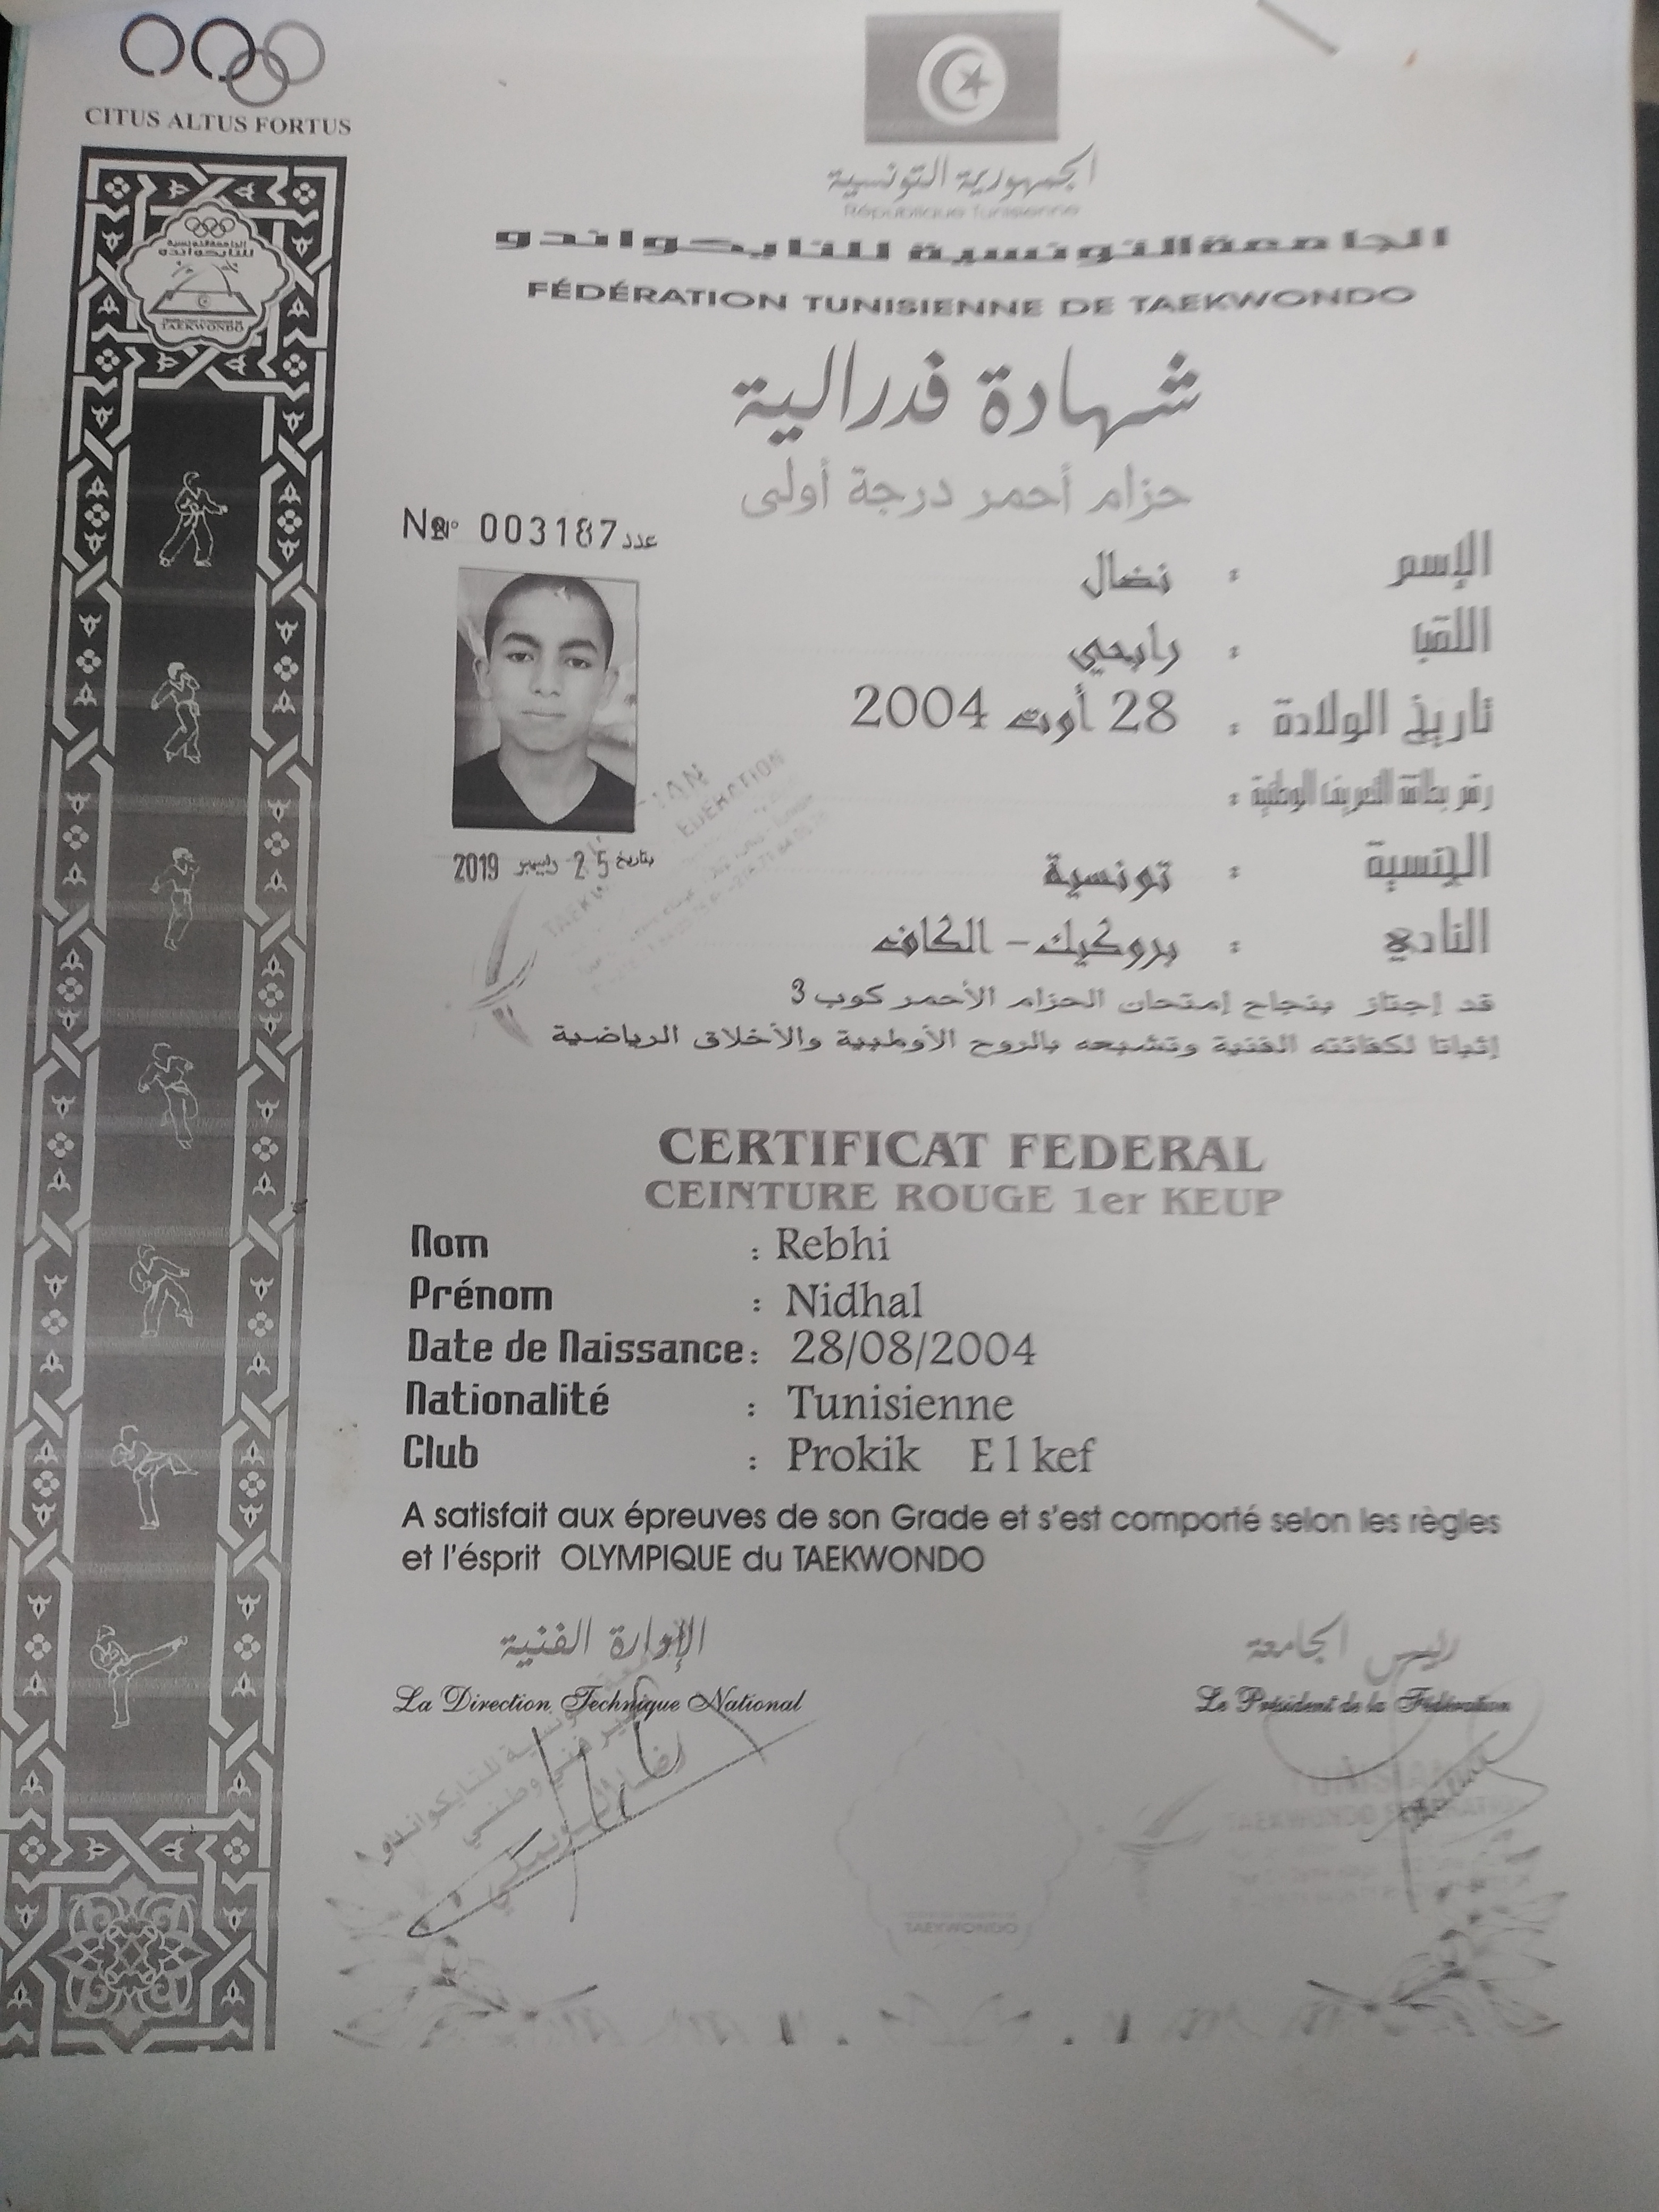 CITUS ALTUS FORTUS
الجمهورية التونسية
République Tunisienne
الجامعة التونسية للتايكواندو
FÉDÉRATION TUNISIENNE DE TAEKWONDO
شهادة فدرالية
حزام أحمر درجة أولى
N° 003187 عدد
الإسم : نضال
اللقب : رابحي
تاريخ الولادة : 28 أوت 2004
رقم بطاقة التعريف الوطنية :
بتاريخ 25 ديسمبر 2019
الجنسية : تونسية
النادي : بروكيك - الكاف
قد إجتاز بنجاح إمتحان الحزام الأحمر كوب 3
إثباتا لكفائته الفنية وتشبعه بالروح الأولمبية والأخلاق الرياضية
CERTIFICAT FEDERAL
CEINTURE ROUGE 1er KEUP
Nom : Rebhi
Prénom : Nidhal
Date de Naissance : 28/08/2004
Nationalité : Tunisienne
Club : Prokik E l kef
A satisfait aux épreuves de son Grade et s'est comporté selon les règles
et l'ésprit OLYMPIQUE du TAEKWONDO
الإدارة الفنية
La Direction Technique National
رئيس الجامعة
Le Président de la Fédération
TAEKWONDO